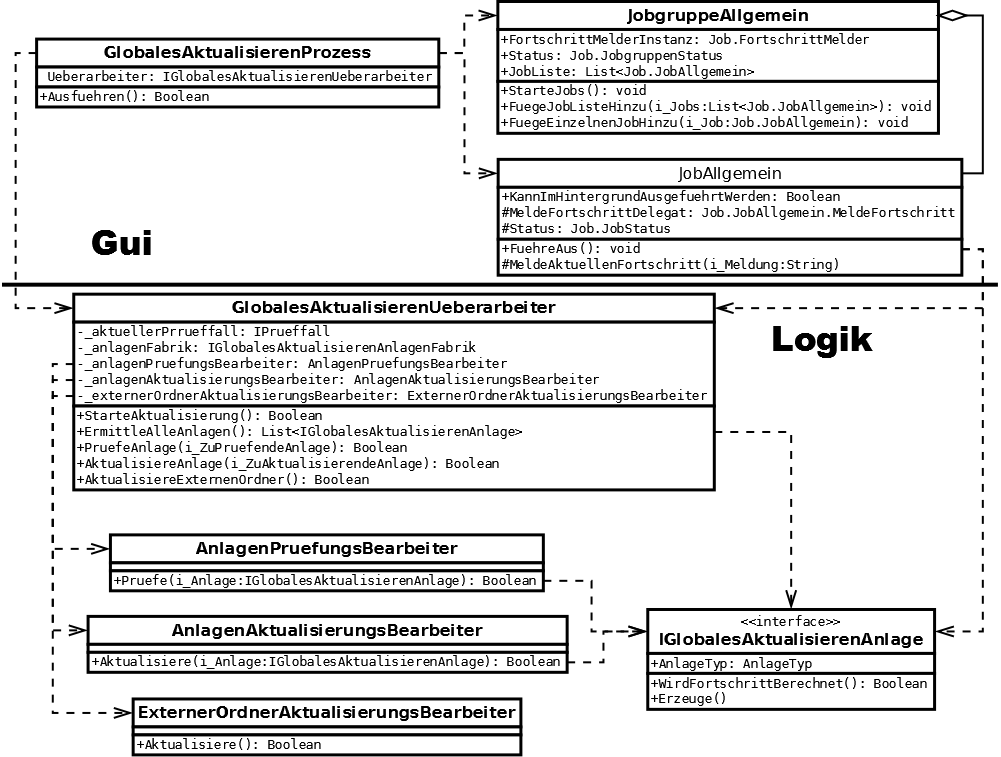 JobgruppeAllgemein
+FortschrittMelderInstanz: Job.FortschrittMelder
+Status: Job.JobgruppenStatus
+JobListe: List<Job.JobAllgemein>
+StarteJobs(): void
+FuegeJobListeHinzu(i_Jobs:List<Job.JobAllgemein>): void
+FuegeEinzelnenJobHinzu(i_Job:Job.JobAllgemein): void
GlobalesAktualisierenProzess
Ueberarbeiter: IGlobalesAktualisierenUeberarbeiter
+Ausfuehren(): Boolean
JobAllgemein
+KannImHintergrundAusgefuehrtWerden: Boolean
#MeldeFortschrittDelegat: Job.JobAllgemein.MeldeFortschritt
#Status: Job.JobStatus
+FuehreAus(): void
#MeldeAktuellenFortschritt(i_Meldung:String)
Gui
Logik
GlobalesAktualisierenUeberarbeiter
-_aktuellerPrrueffall: IPrueffall
-_anlagenFabrik: IGlobalesAktualisierenAnlagenFabrik
-_anlagenPruefungsBearbeiter: AnlagenPruefungsBearbeiter
-_anlagenAktualisierungsBearbeiter: AnlagenAktualisierungsBearbeiter
-_externerOrdnerAktualisierungsBearbeiter: ExternerOrdnerAktualisierungsBearbeiter
+StarteAktualisierung(): Boolean
+ErmittleAlleAnlagen(): List<IGlobalesAktualisierenAnlage>
+PruefeAnlage(i_ZuPruefendeAnlage): Boolean
+AktualisiereAnlage(i_ZuAktualisierendeAnlage): Boolean
+AktualisiereExternenOrdner(): Boolean
AnlagenPruefungsBearbeiter
+Pruefe(i_Anlage:IGlobalesAktualisierenAnlage): Boolean
AnlagenAktualisierungsBearbeiter
+Aktualisiere(i_Anlage:IGlobalesAktualisierenAnlage): Boolean
ExternerOrdnerAktualisierungsBearbeiter
+Aktualisiere(): Boolean
<<interface>>
IGlobalesAktualisierenAnlage
+AnlageTyp: AnlageTyp
+WirdFortschrittBerechnet(): Boolean
+Erzeuge()